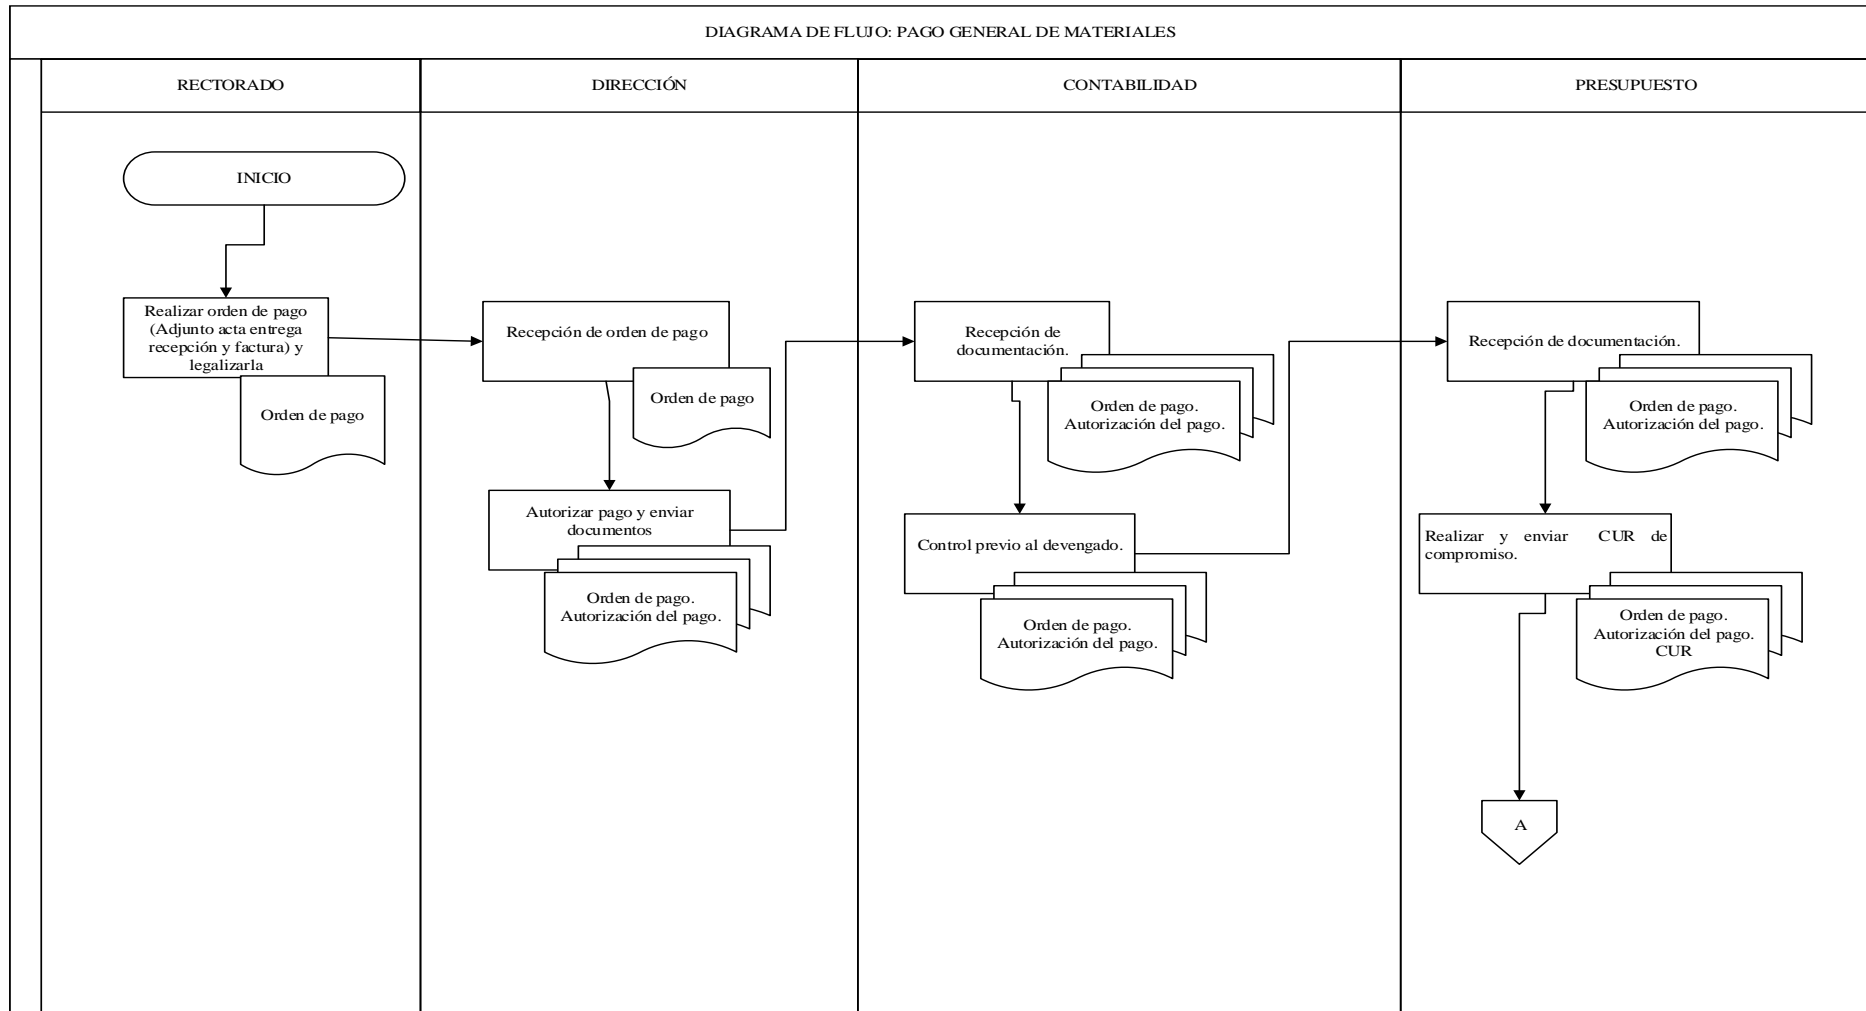 DIAGRAMA DE FLUJO: PAGO GENERAL DE MATERIALES
RECTORADO
DIRECCIÓN
CONTABILIDAD
PRESUPUESTO
INICIO
Realizar orden de pago
(Adjunto acta entrega
recepción y factura) y
legalizarla
Orden de pago
Recepción de orden de pago
Orden de pago
Autorizar pago y enviar
documentos
Orden de pago.
Autorización del pago.
Recepción de
documentación.
Orden de pago.
Autorización del pago.
Control previo al devengado.
Orden de pago.
Autorización del pago.
Recepción de documentación.
Orden de pago.
Autorización del pago.
Realizar y enviar CUR de
compromiso.
Orden de pago.
Autorización del pago.
CUR
A